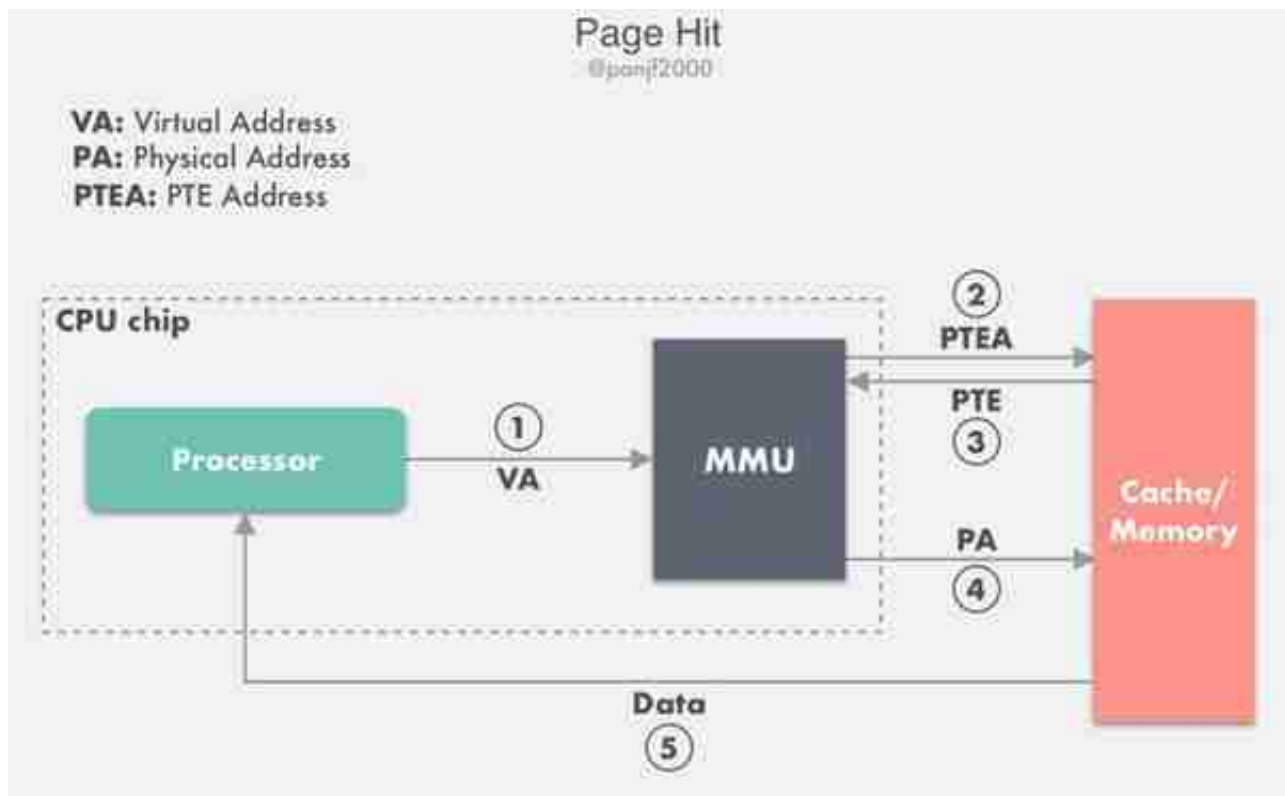 Page Hit
@panjf2000
VA: Virtual Address
PA: Physical Address
PTEA: PTE Address
CPU chip
Processor
1
VA
MMU
2
PTEA
PTE
3
PA
4
Cache/
Memory
Data
5